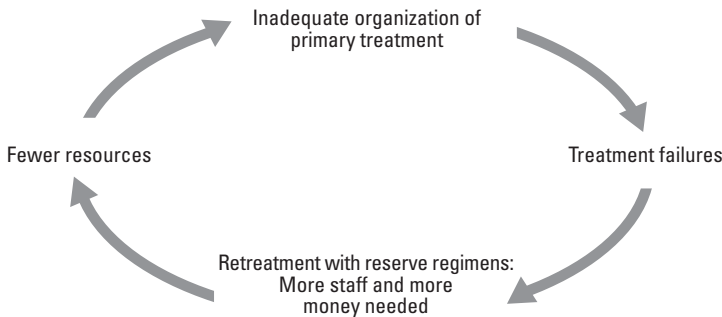 Inadequate organization of
primary treatment
Fewer resources
Treatment failures
Retreatment with reserve regimens:
More staff and more
money needed